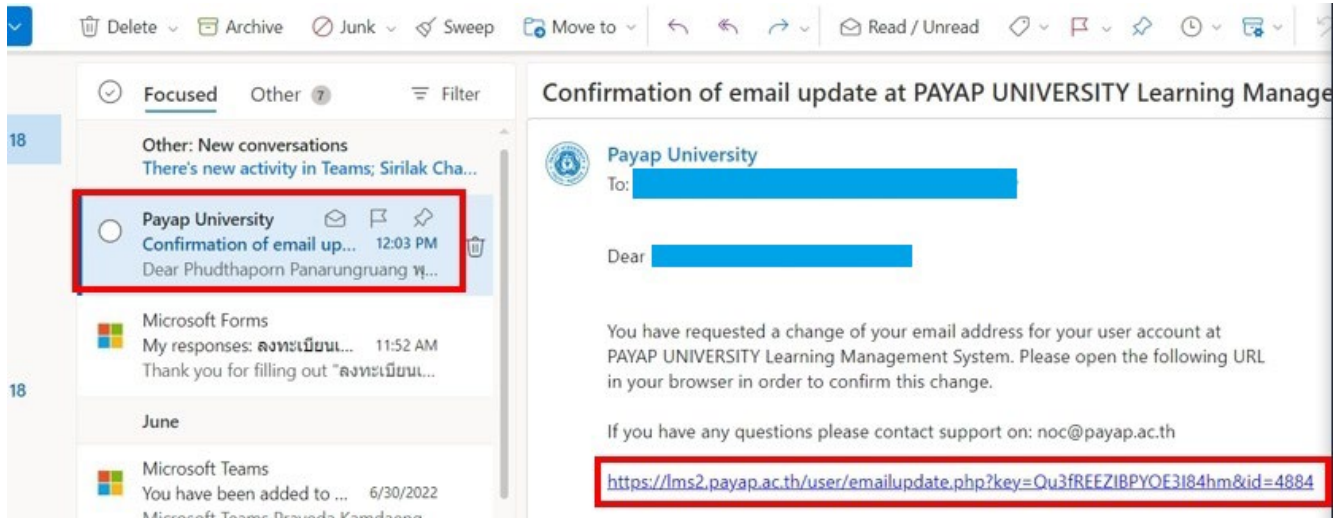 Delete Archive Junk Sweep Move to Read / Unread
Focused Other 7 Filter
18
Other: New conversations
There's new activity in Teams; Sirilak Cha...
Payap University
Confirmation of email up... 12:03 PM
Dear Phudthaporn Panarungruang พุ...
Microsoft Forms
My responses: ลงทะเบียนเ... 11:52 AM
Thank you for filling out "ลงทะเบียนเ...
18
June
Microsoft Teams
You have been added to ... 6/30/2022
Microsoft Teams Prayoda Kamdaeng
Confirmation of email update at PAYAP UNIVERSITY Learning Manage
Payap University
To:
Dear
You have requested a change of your email address for your user account at
PAYAP UNIVERSITY Learning Management System. Please open the following URL
in your browser in order to confirm this change.
If you have any questions please contact support on: noc@payap.ac.th
https://lms2.payap.ac.th/user/emailupdate.php?key=Qu3fREEZIBPYOE3I84hm&id=4884